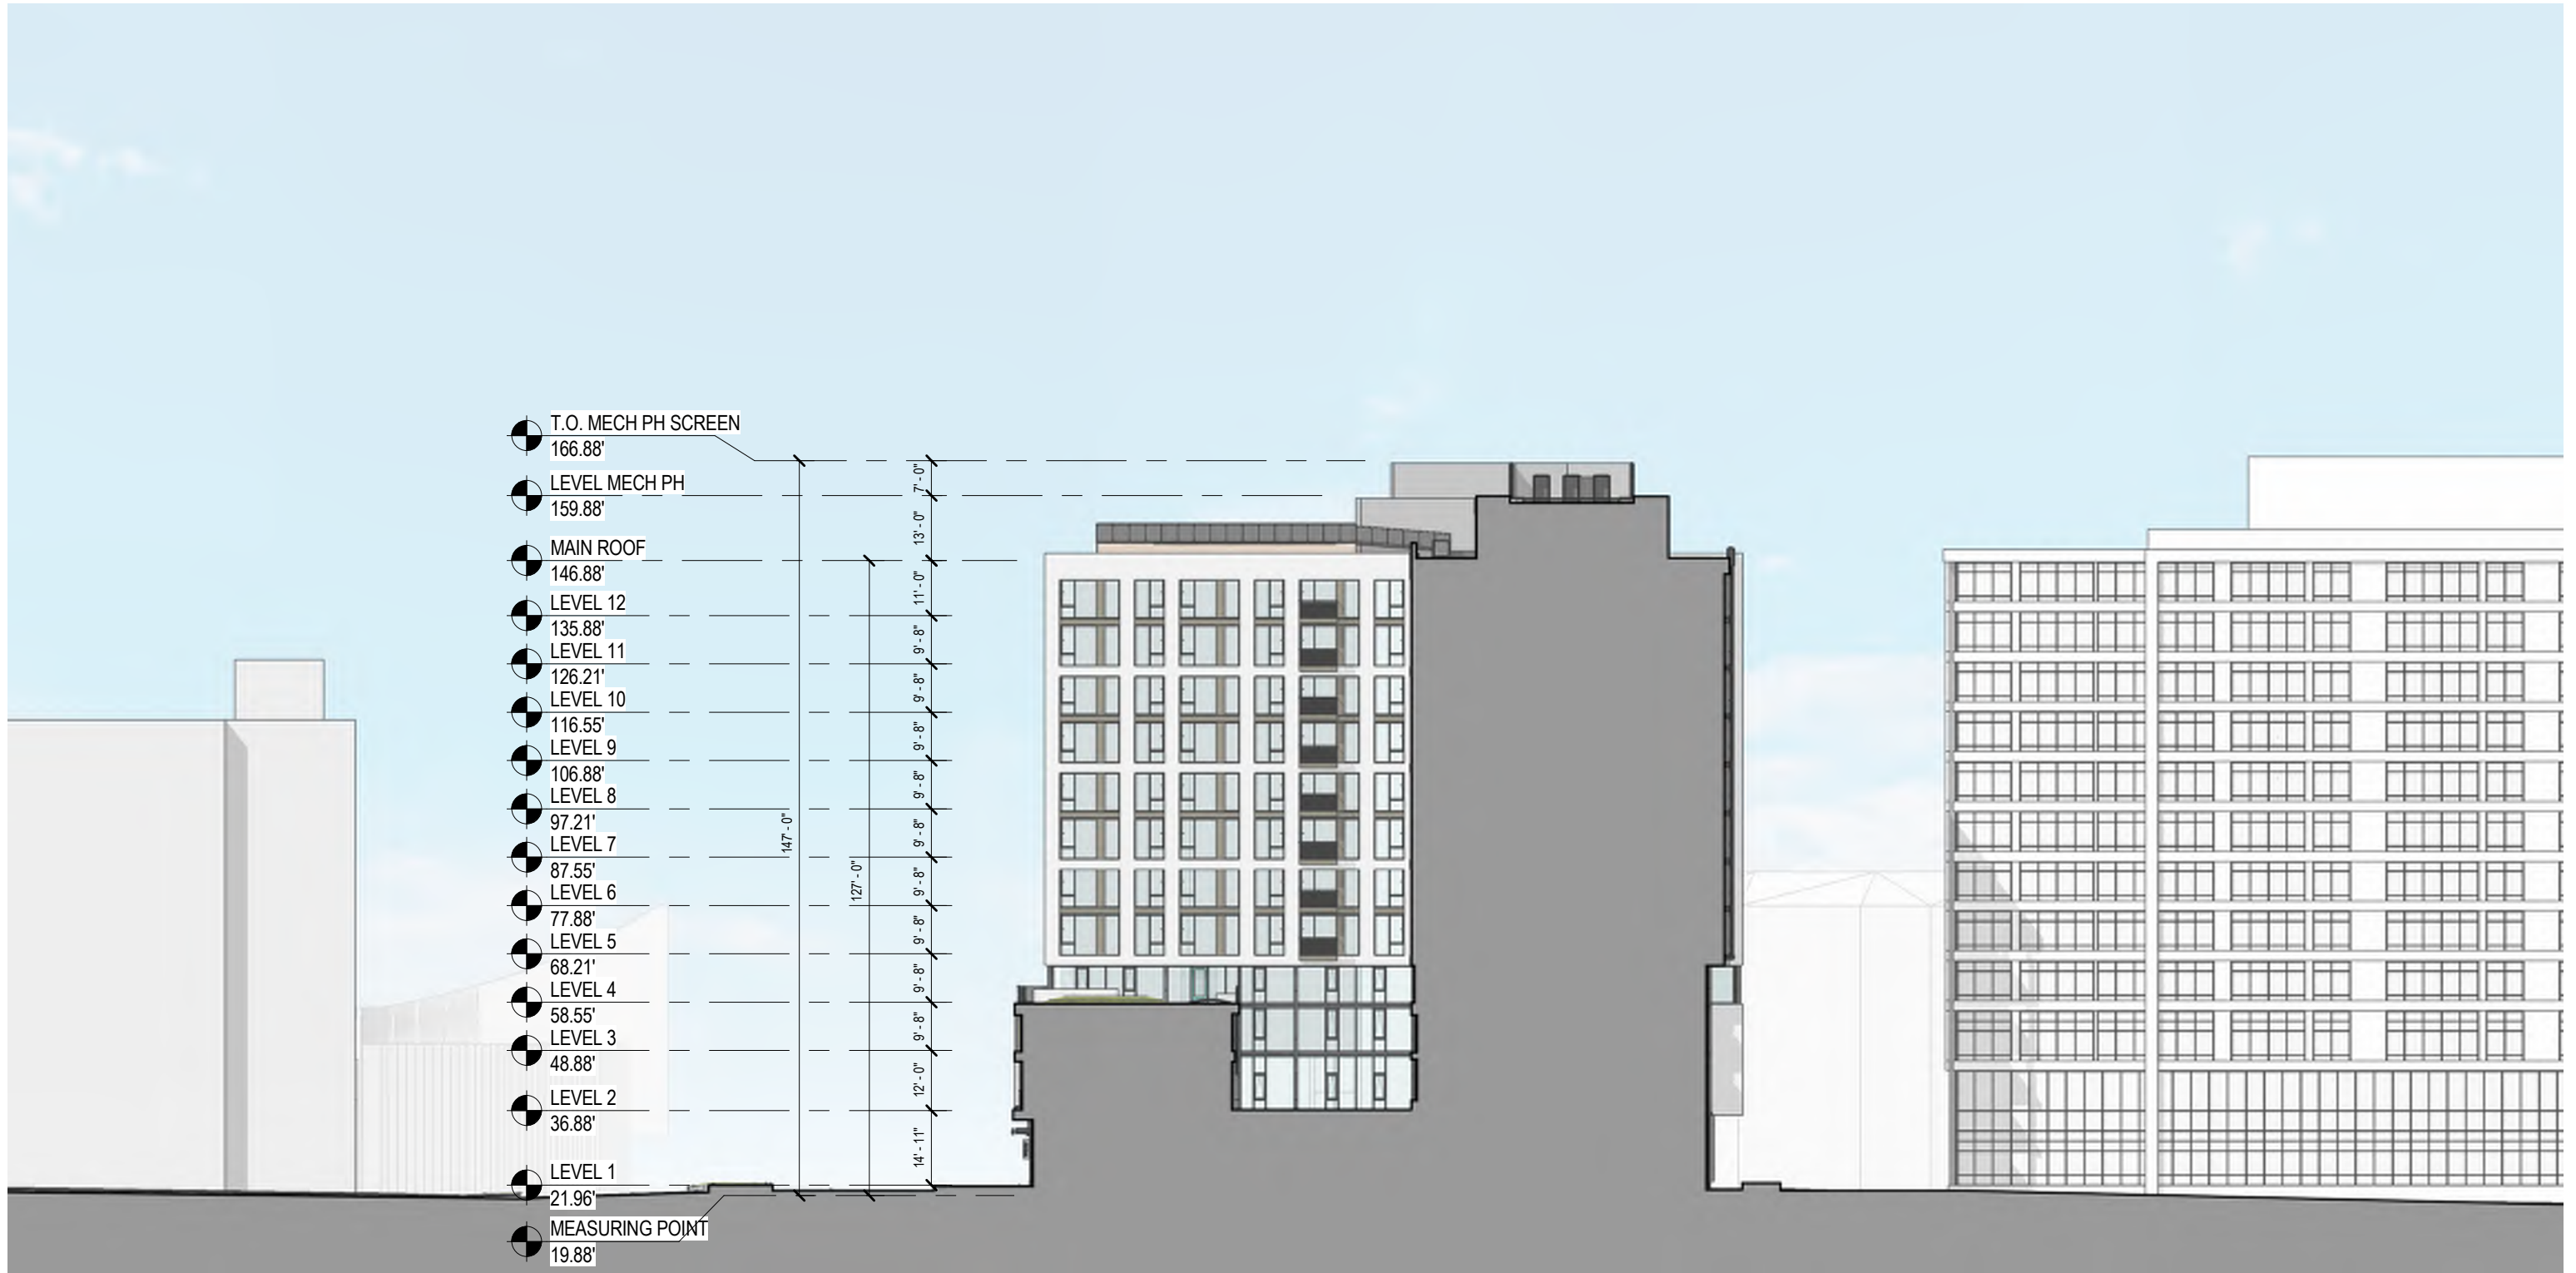 T.O. MECH PH SCREEN
166.88'
LEVEL MECH PH
159.88'
MAIN ROOF
146.88'
LEVEL 12
135.88'
LEVEL 11
126.21'
LEVEL 10
116.55'
LEVEL 9
106.88'
LEVEL 8
97.21'
LEVEL 7
87.55'
LEVEL 6
77.88'
LEVEL 5
68.21'
LEVEL 4
58.55'
LEVEL 3
48.88'
LEVEL 2
36.88'
LEVEL 1
21.96'
MEASURING POINT
19.88'
147' - 0"
127' - 0"
7' - 0"
13' - 0"
11' - 0"
9' - 8"
9' - 8"
9' - 8"
9' - 8"
9' - 8"
9' - 8"
9' - 8"
9' - 8"
9' - 8"
12' - 0"
14' - 11"